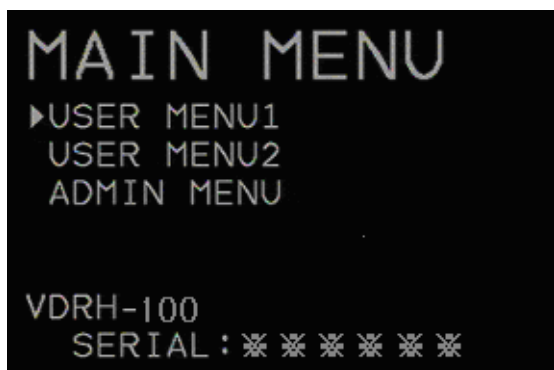 MAIN MENU
▶USER MENU1
USER MENU2
ADMIN MENU
VDRH-100
SERIAL:※※※※※※